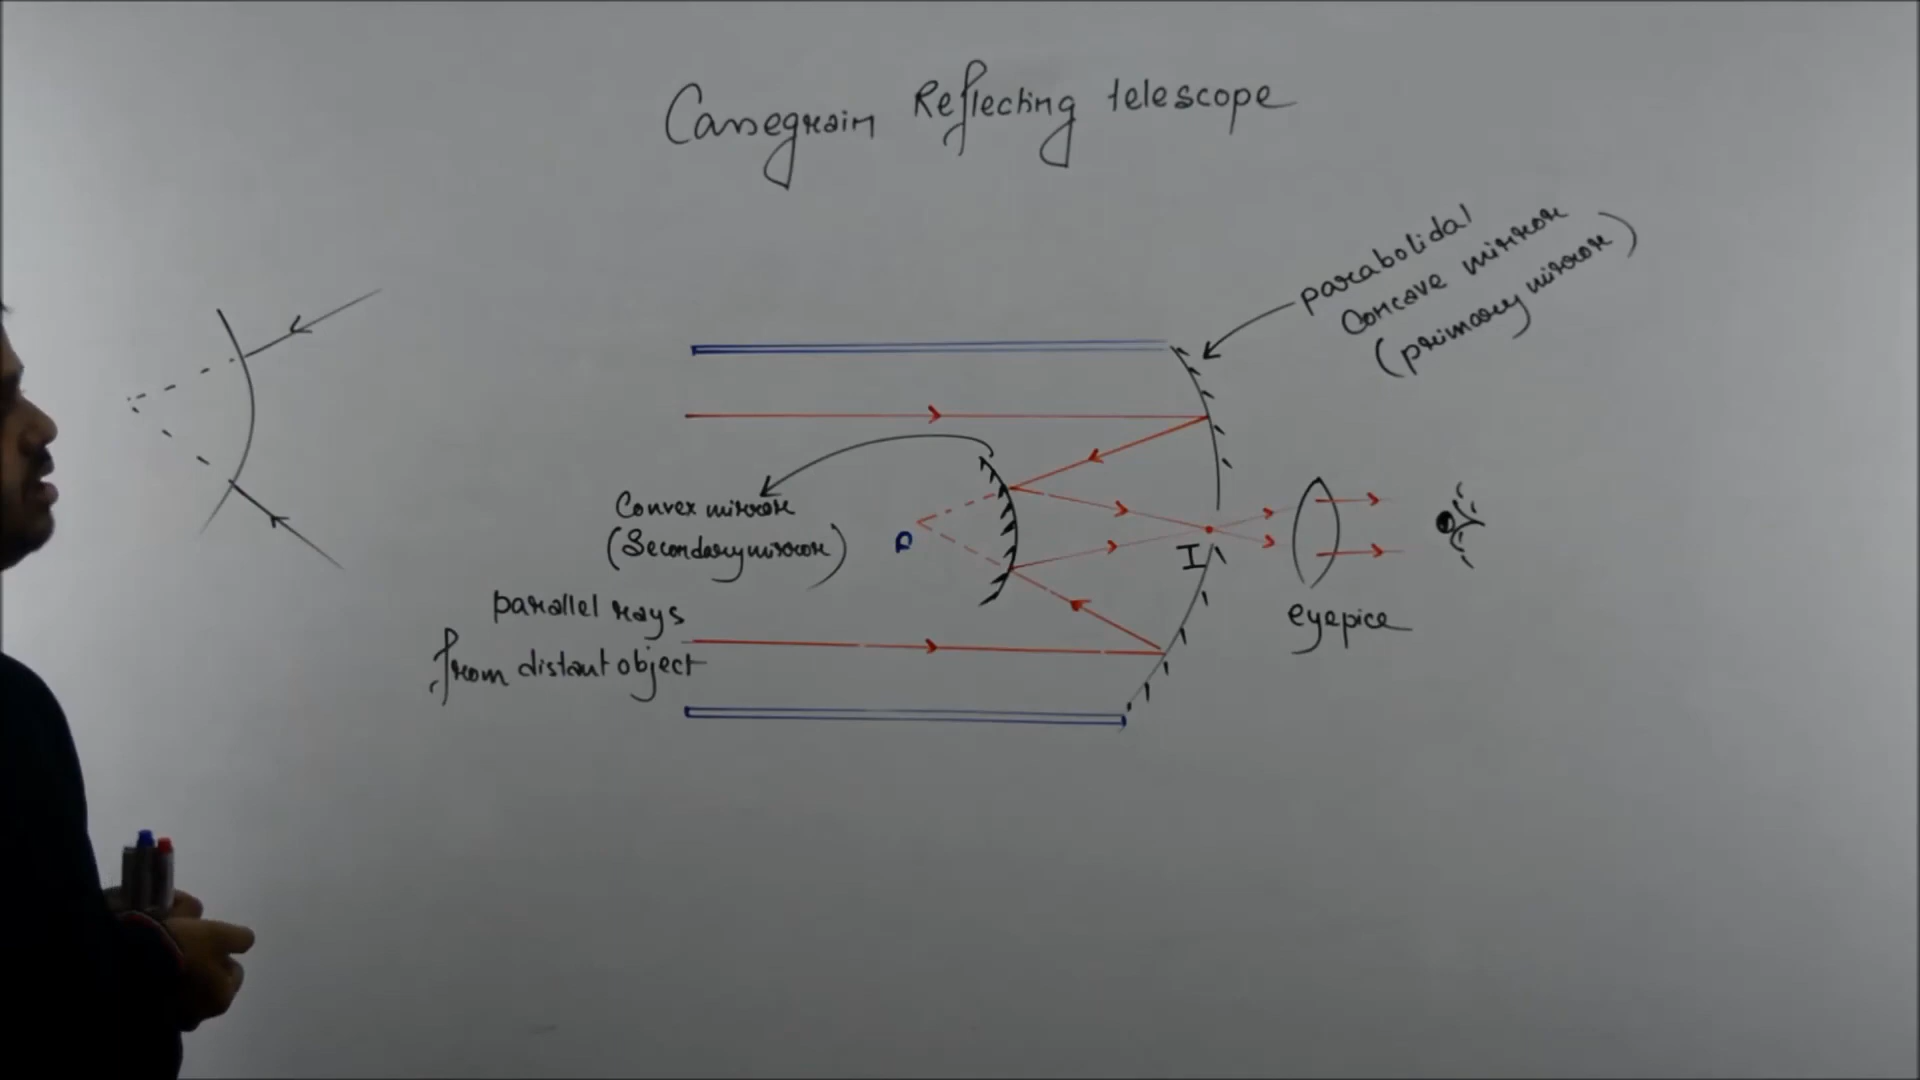 Cassegrain Reflecting telescope
parabolidal
Concave mirror
(primary mirror)
Convex mirror
(Secondary mirror)
P
I
parallel rays
from distant object
eyepice